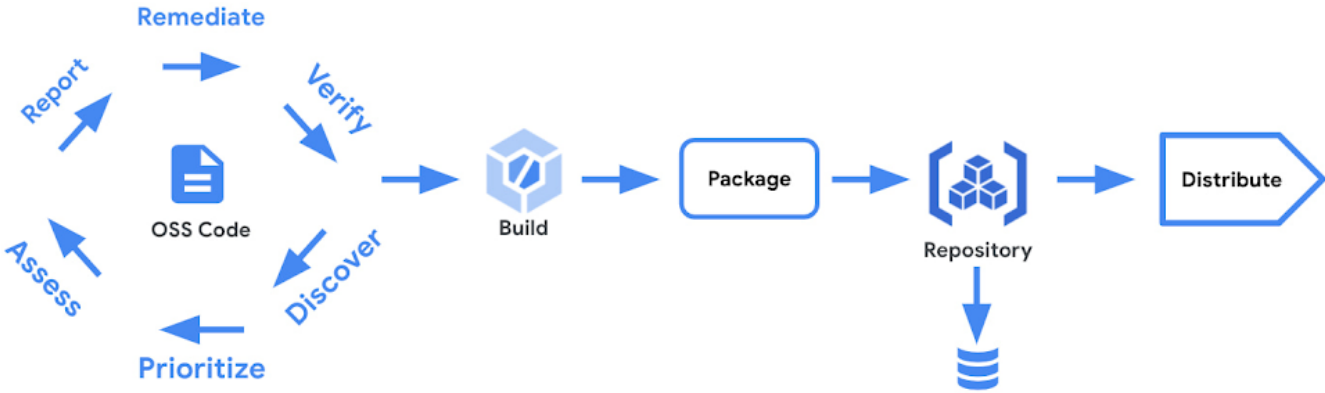 Remediate
Report
Verify
OSS Code
Assess
Discover
Prioritize
Build
Package
Repository
Distribute